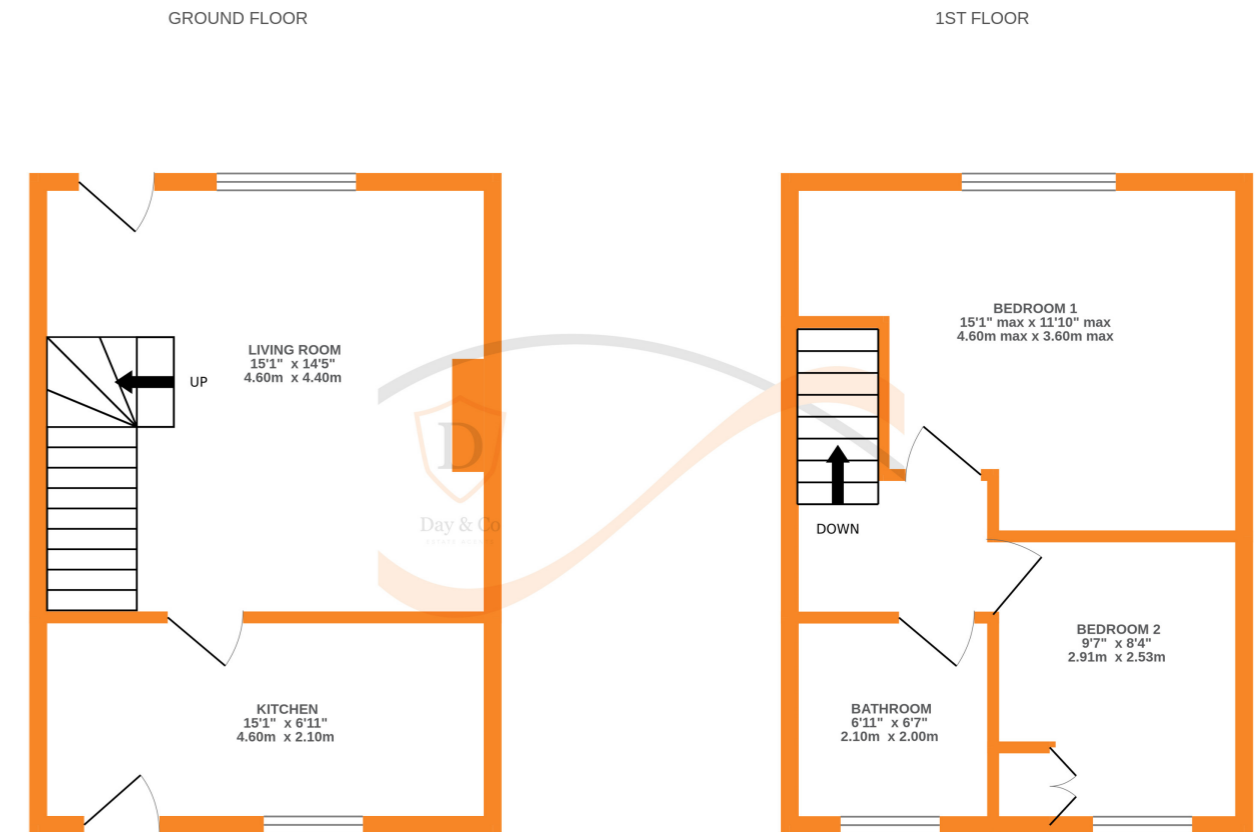 GROUND FLOOR
1ST FLOOR
LIVING ROOM
15'1" x 14'5"
4.60m x 4.40m
UP
KITCHEN
15'1" x 6'11"
4.60m x 2.10m
BEDROOM 1
15'1" max x 11'10" max
4.60m max x 3.60m max
DOWN
BEDROOM 2
9'7" x 8'4"
2.91m x 2.53m
BATHROOM
6'11" x 6'7"
2.10m x 2.00m
D
Day & Co